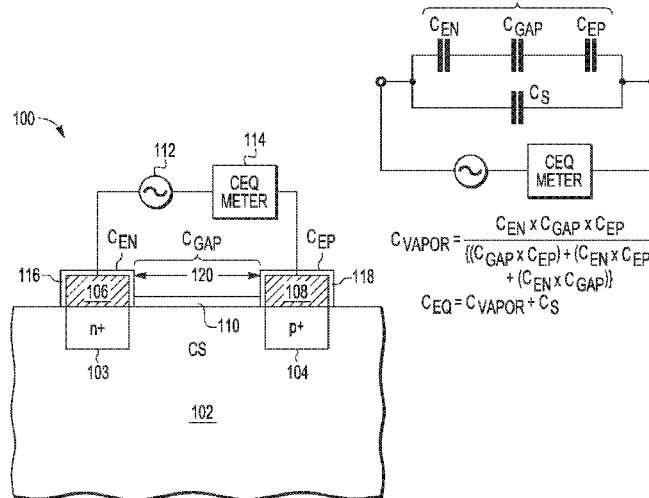 C_EN C_GAP C_EP
C_S
100
112
114
CEQ
METER
CEQ
METER
C_EN C_GAP C_EP
116 106 120 108 118
110
n+ p+
CS
103 104
102
C_VAPOR = C_EN x C_GAP x C_EP
{((C_GAP x C_EP) + (C_EN x C_EP)
+ (C_EN x C_GAP)}
C_EQ = C_VAPOR + C_S